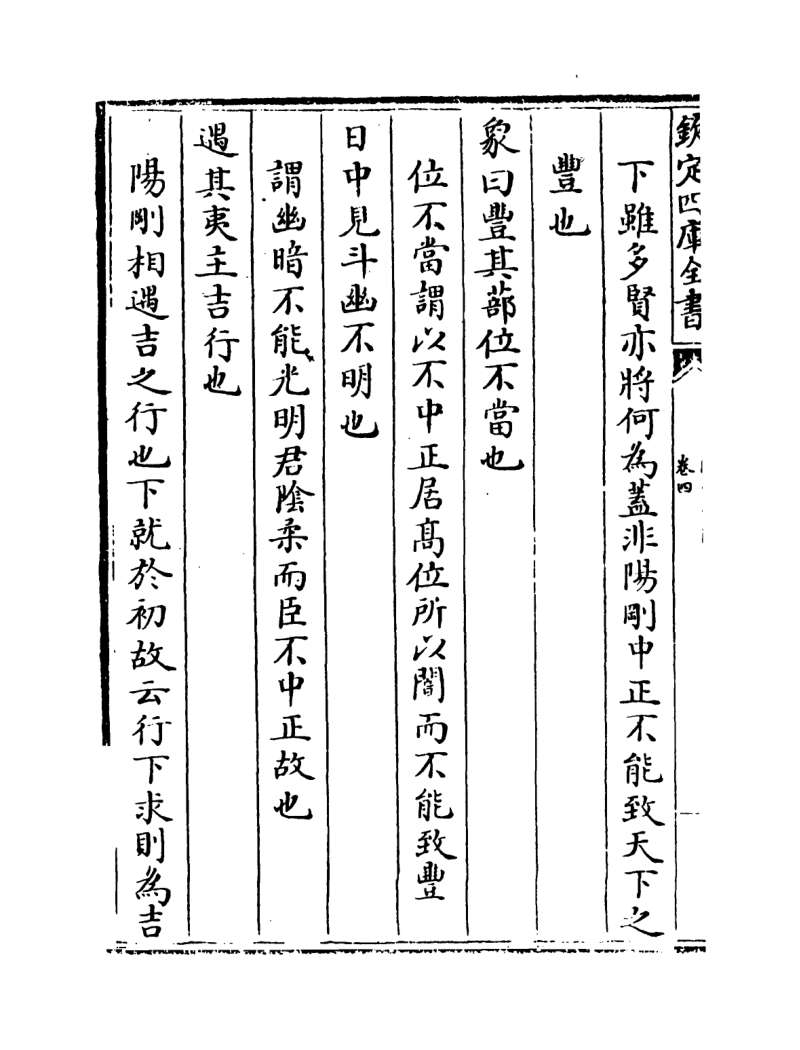 欽定四庫全書
卷四
下雖多賢亦將何為蓋非陽剛中正不能致天下之
豐也
象曰豐其蔀位不當也
位不當謂以不中正居髙位所以闇而不能致豐
日中見斗幽不明也
謂幽暗不能光明君陰柔而臣不中正故也
遇其夷主吉行也
陽剛相遇吉之行也下就於初故云行下求則為吉